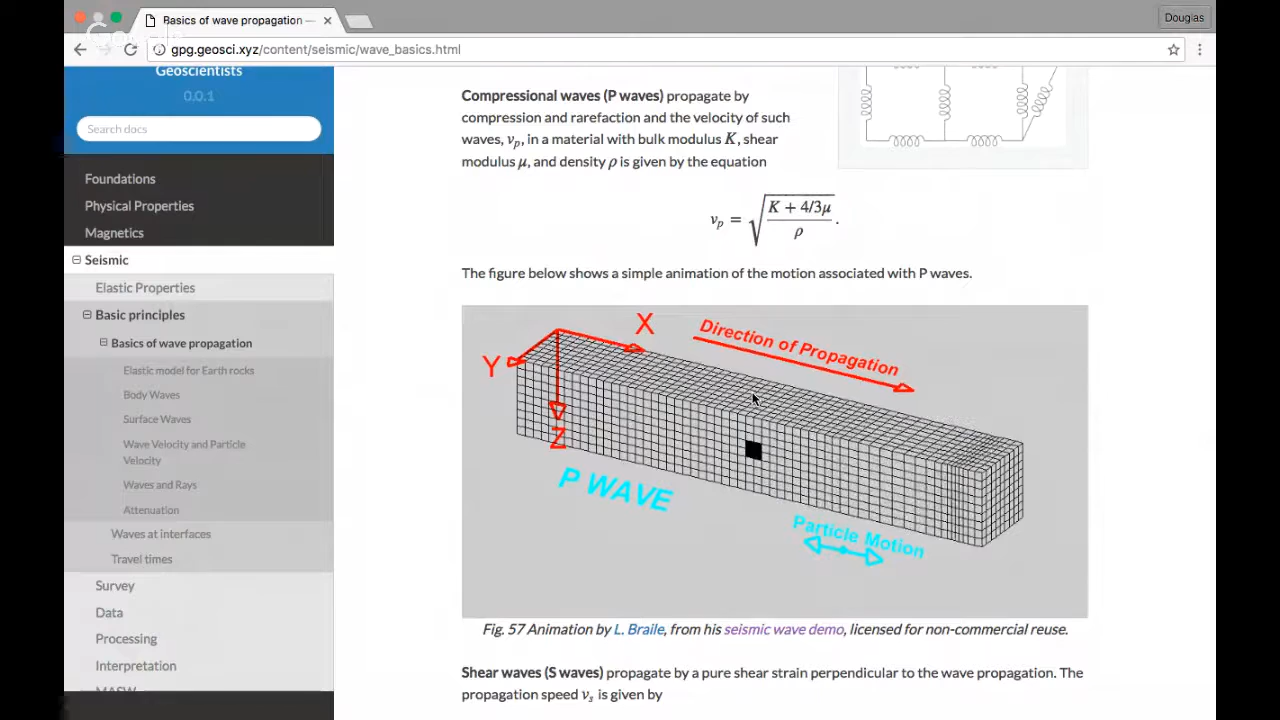 Basics of wave propagation —
Douglas
gpg.geosci.xyz/content/seismic/wave_basics.html
Geoscientists
0.0.1
Search docs
Foundations
Physical Properties
Magnetics
Seismic
Elastic Properties
Basic principles
Basics of wave propagation
Elastic model for Earth rocks
Body Waves
Surface Waves
Wave Velocity and Particle
Velocity
Waves and Rays
Attenuation
Waves at interfaces
Travel times
Survey
Data
Processing
Interpretation
MASW
Compressional waves (P waves) propagate by
compression and rarefaction and the velocity of such
waves, vₚ, in a material with bulk modulus K, shear
modulus μ, and density ρ is given by the equation
vₚ = √((K + 4/3μ)/ρ).
The figure below shows a simple animation of the motion associated with P waves.
X
Y
Z
Direction of Propagation
P WAVE
Particle Motion
Fig. 57 Animation by L. Braile, from his seismic wave demo, licensed for non-commercial reuse.
Shear waves (S waves) propagate by a pure shear strain perpendicular to the wave propagation. The
propagation speed vₛ is given by